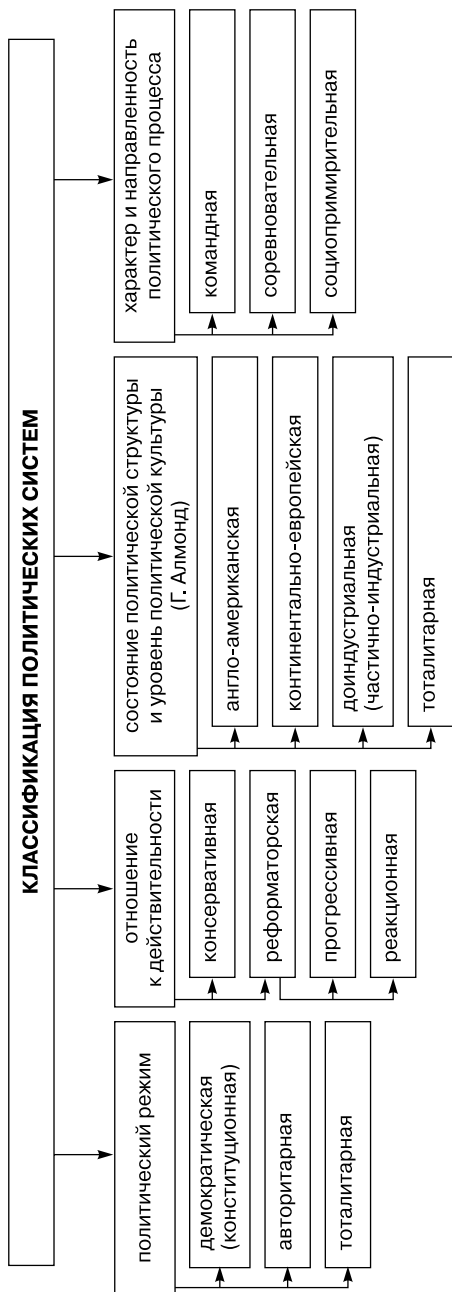 КЛАССИФИКАЦИЯ ПОЛИТИЧЕСКИХ СИСТЕМ
политический режим
демократическая
(конституционная)
авторитарная
тоталитарная
отношение
к действительности
консервативная
реформаторская
прогрессивная
реакционная
состояние политической структуры
и уровень политической культуры
(Г. Алмонд)
англо-американская
континентально-европейская
доиндустриальная
(частично-индустриальная)
тоталитарная
характер и направленность
политического процесса
командная
соревновательная
социопримирительная